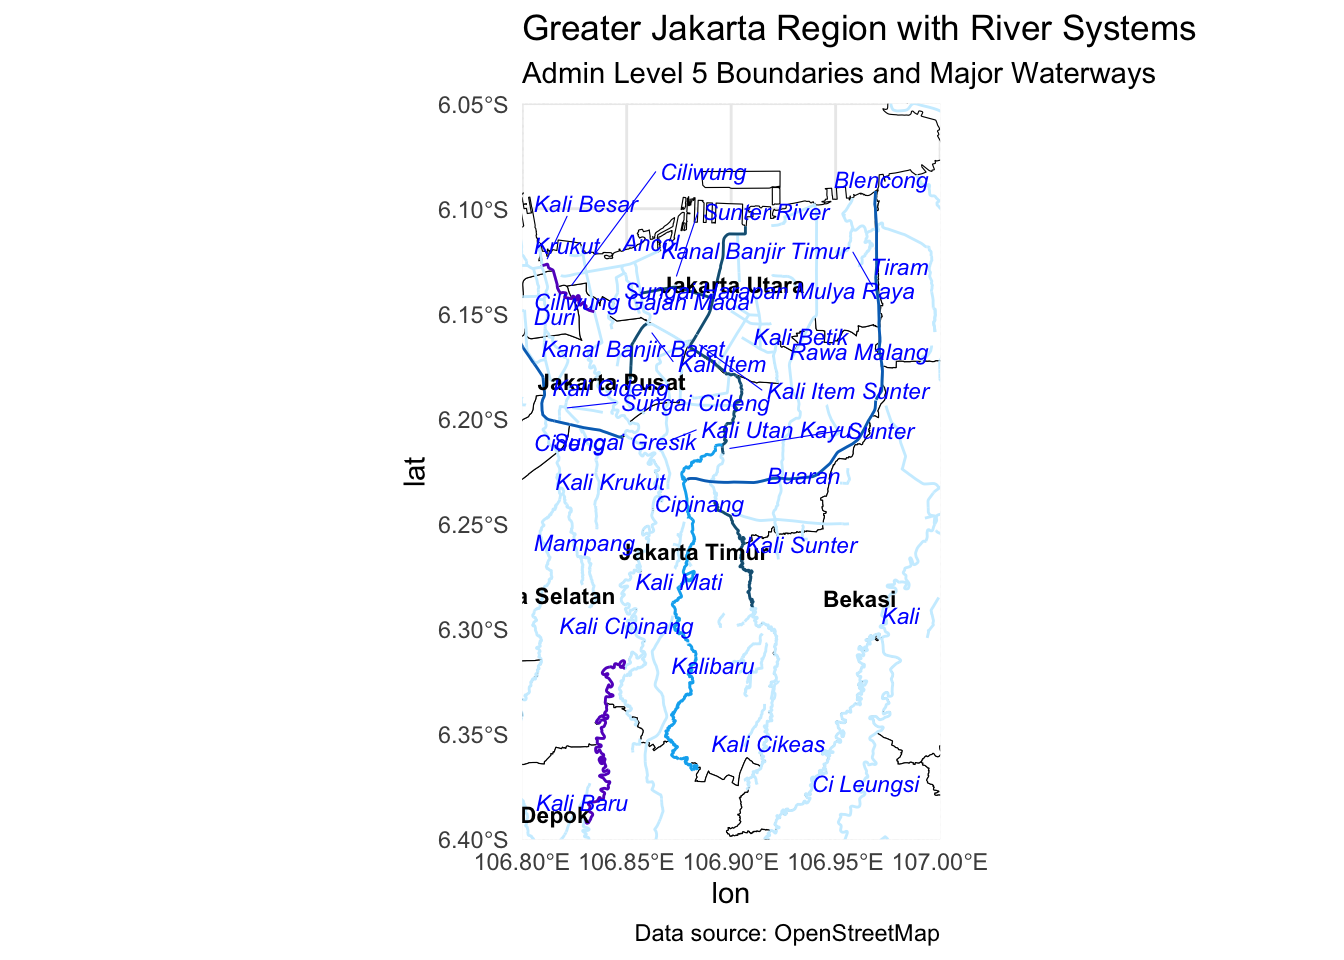 Greater Jakarta Region with River Systems
Admin Level 5 Boundaries and Major Waterways
6.05°S
6.10°S
6.15°S
6.20°S
6.25°S
6.30°S
6.35°S
6.40°S
lat
Ciliwung
Blencong
Kali Besar
Sunter River
Krukut
Ancol
Kanal Banjir Timur
Tiram
Jakarta Utara
Sungai Harapan Mulya Raya
Ciliwung Gajah Mada
Duri
Kali Betik
Kanal Banjir Barat
Rawa Malang
Kali Item
Jakarta Pusat
Kali Cideng
Kali Item Sunter
Sungai Cideng
Kali Utan Kayu
Sunter
Cideng
Sungai Gresik
Buaran
Kali Krukut
Cipinang
Mampang
Jakarta Timur
Kali Sunter
Kali Mati
a Selatan
Bekasi
Kali
Kali Cipinang
Kalibaru
Kali Cikeas
Ci Leungsi
Kali Baru
Depok
106.80°E
106.85°E
106.90°E
106.95°E
107.00°E
lon
Data source: OpenStreetMap